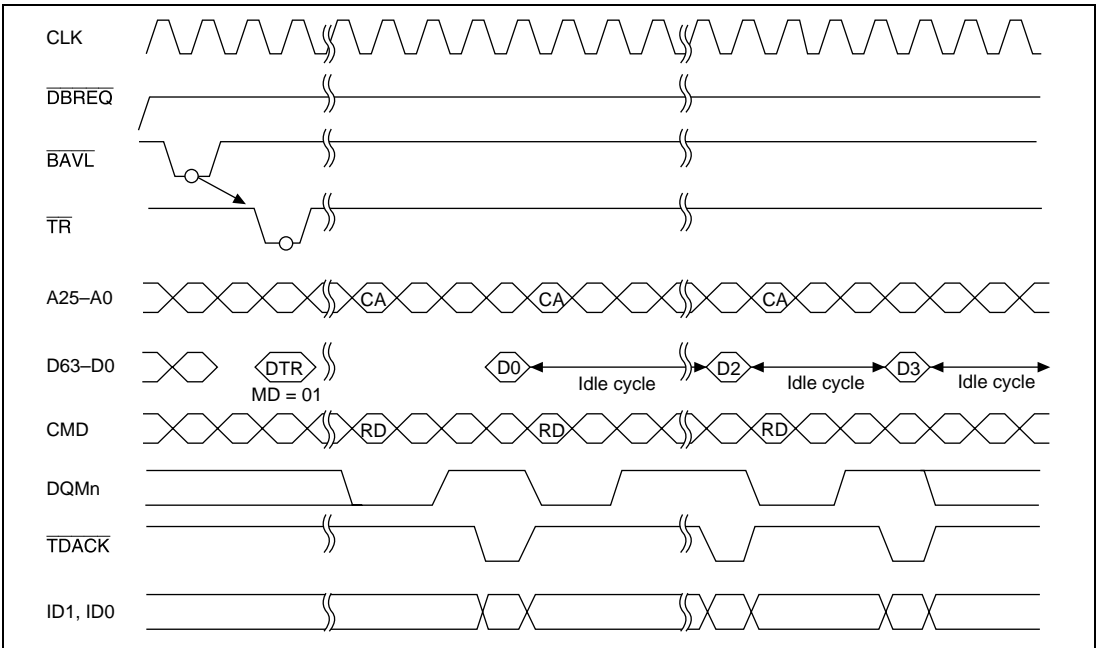 CLK
DBREQ
BAVL
TR
A25–A0 CA CA CA
D63–D0 DTR D0 Idle cycle D2 Idle cycle D3 Idle cycle
MD = 01
CMD RD RD RD
DQMn
TDACK
ID1, ID0